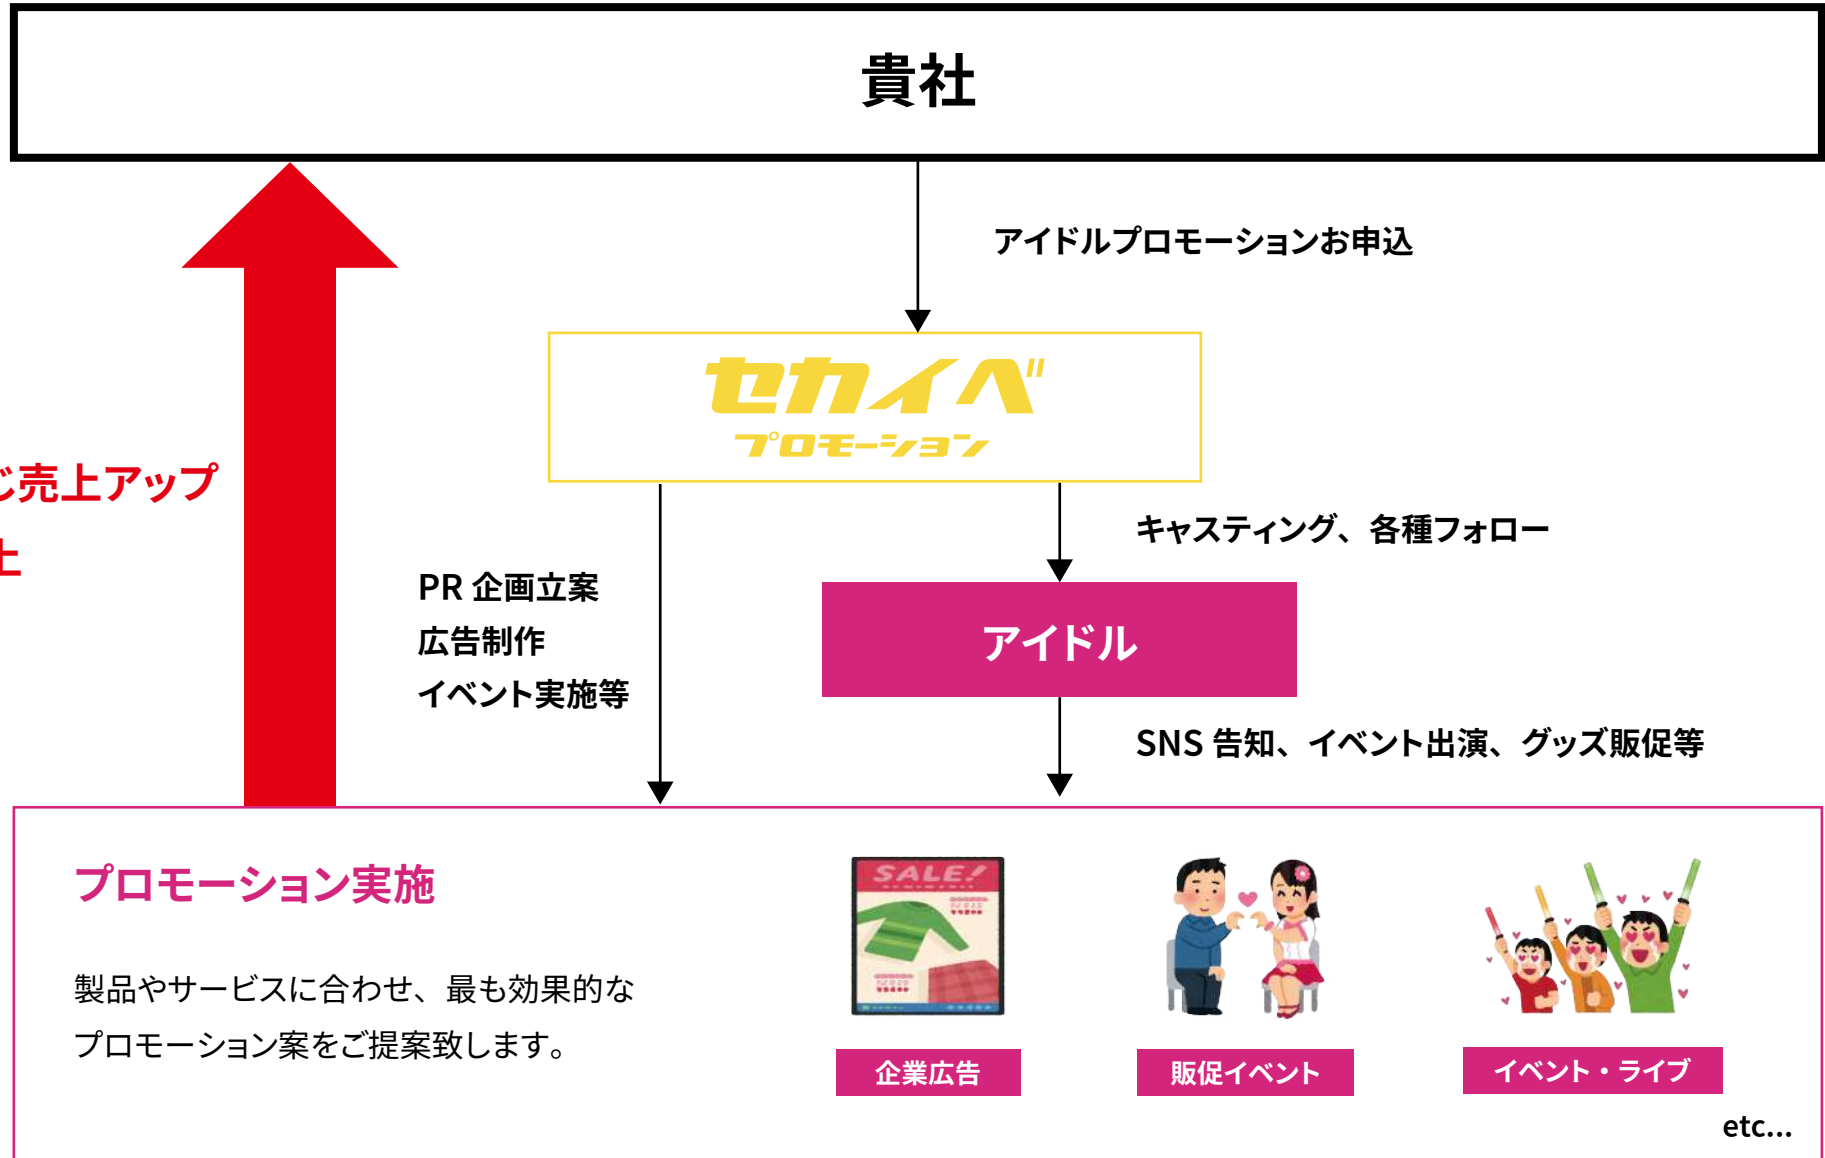 貴社
アイドルプロモーションお申込
セカイベ
プロモーション
じ売上アップ
上
キャスティング、各種フォロー
PR 企画立案
広告制作
イベント実施等
アイドル
SNS 告知、イベント出演、グッズ販促等
プロモーション実施
製品やサービスに合わせ、最も効果的な
プロモーション案をご提案致します。
SALE!
企業広告
販促イベント
イベント・ライブ
etc...